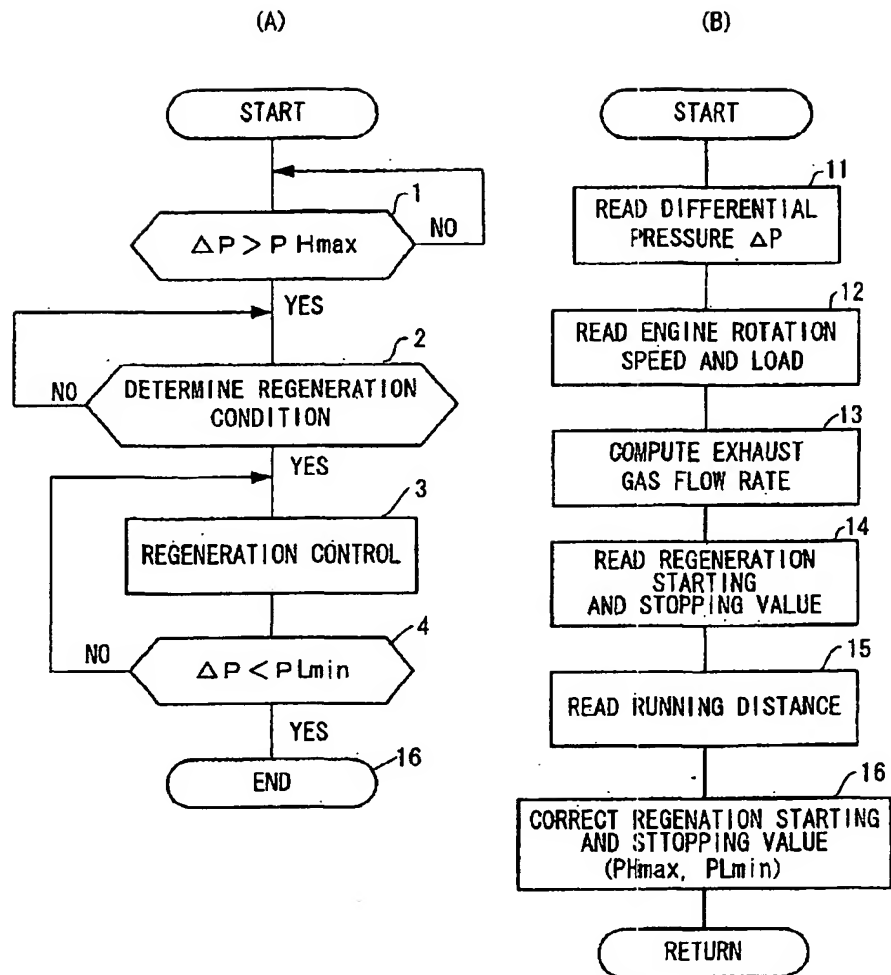 (A)
START
1
ΔP > PHmax
NO
YES
2
DETERMINE REGENERATION
CONDITION
NO
YES
3
REGENERATION CONTROL
4
ΔP < PLmin
NO
YES
16
END
(B)
START
11
READ DIFFERENTIAL
PRESSURE ΔP
12
READ ENGINE ROTATION
SPEED AND LOAD
13
COMPUTE EXHAUST
GAS FLOW RATE
14
READ REGENERATION
STARTING
AND STOPPING VALUE
15
READ RUNNING DISTANCE
16
CORRECT REGENATION STARTING
AND STTOPPING VALUE
(PHmax, PLmin)
RETURN